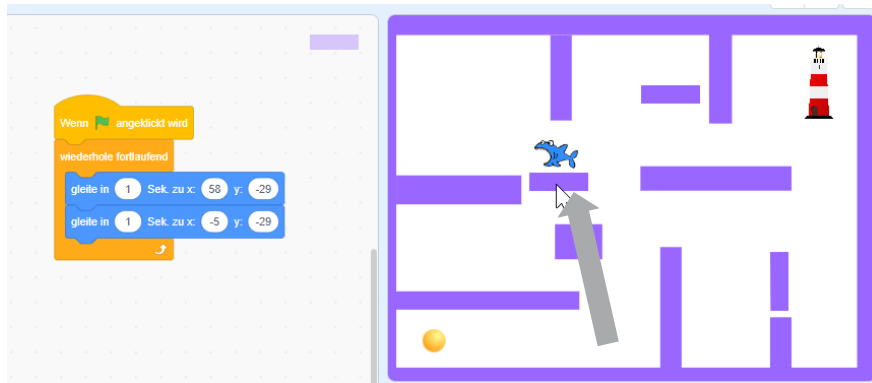 Wenn angeklickt wird
wiederhole fortlaufend
gleite in 1 Sek. zu x: 58 y: -29
gleite in 1 Sek. zu x: -5 y: -29